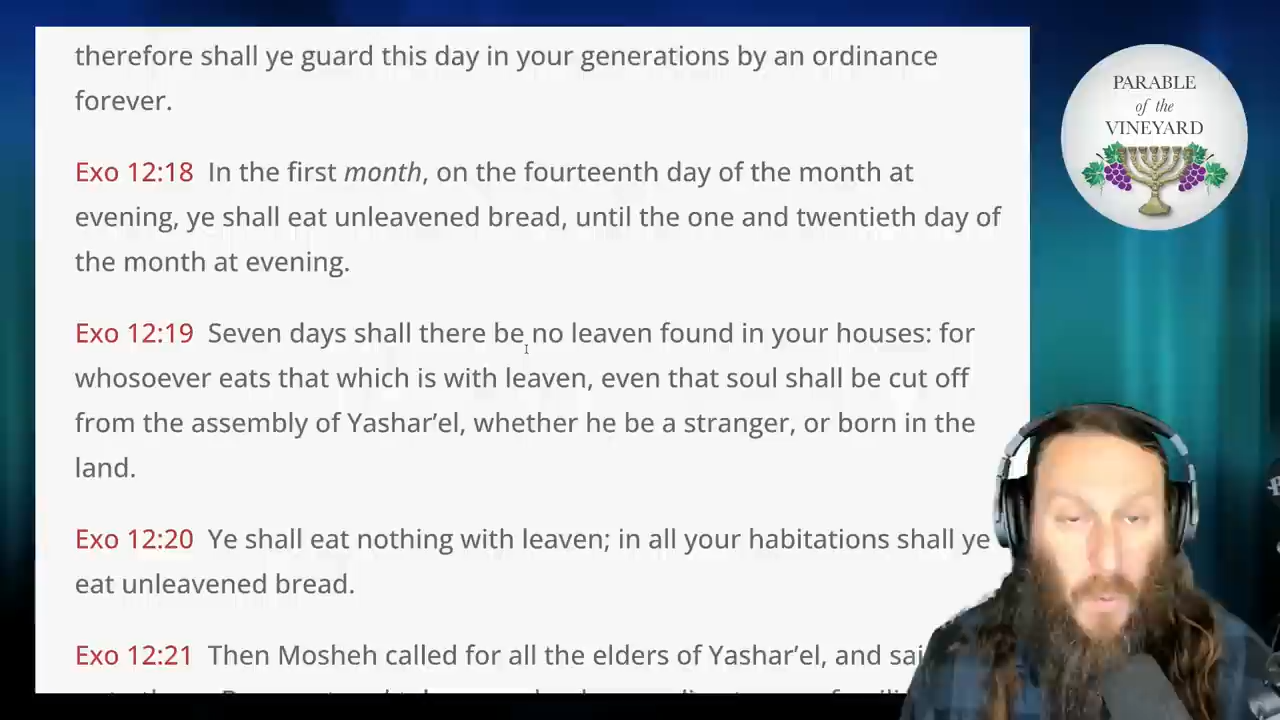 therefore shall ye guard this day in your generations by an ordinance
forever.
Exo 12:18 In the first month, on the fourteenth day of the month at
evening, ye shall eat unleavened bread, until the one and twentieth day of
the month at evening.
Exo 12:19 Seven days shall there be no leaven found in your houses: for
whosoever eats that which is with leaven, even that soul shall be cut off
from the assembly of Yashar’el, whether he be a stranger, or born in the
land.
Exo 12:20 Ye shall eat nothing with leaven; in all your habitations shall ye
eat unleavened bread.
Exo 12:21 Then Mosheh called for all the elders of Yashar’el, and sai
PARABLE
of the
VINEYARD